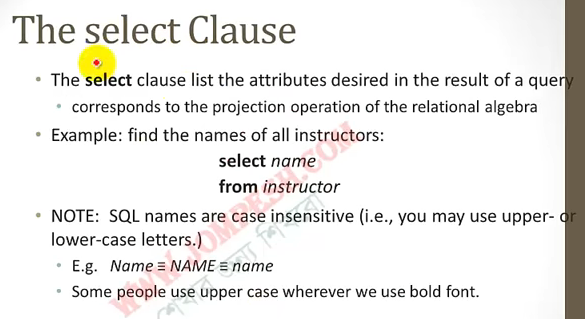 The select Clause
• The select clause list the attributes desired in the result of a query
• corresponds to the projection operation of the relational algebra
• Example: find the names of all instructors:
select name
from instructor
• NOTE: SQL names are case insensitive (i.e., you may use upper- or
lower-case letters.)
• E.g. Name ≡ NAME ≡ name
• Some people use upper case wherever we use bold font.
WWW.JOMPESH.COM
শেখার জন্য শিখুন